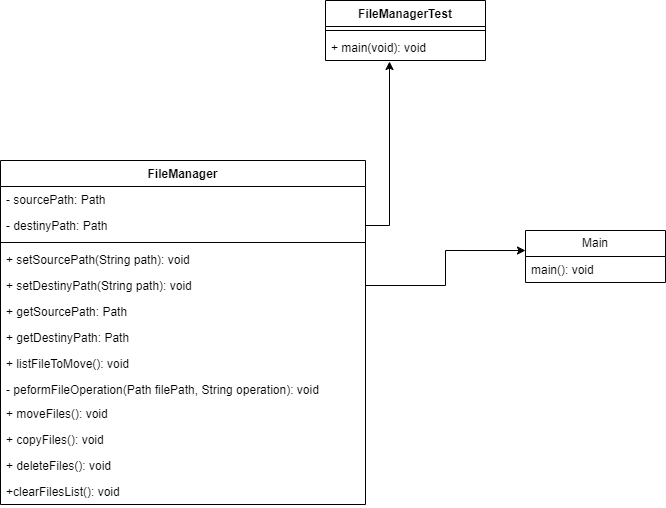 FileManagerTest
+ main(void): void
FileManager
- sourcePath: Path
- destinyPath: Path
+ setSourcePath(String path): void
+ setDestinyPath(String path): void
+ getSourcePath: Path
+ getDestinyPath: Path
+ listFileToMove(): void
- peformFileOperation(Path filePath, String operation): void
+ moveFiles(): void
+ copyFiles(): void
+ deleteFiles(): void
+clearFilesList(): void
Main
main(): void